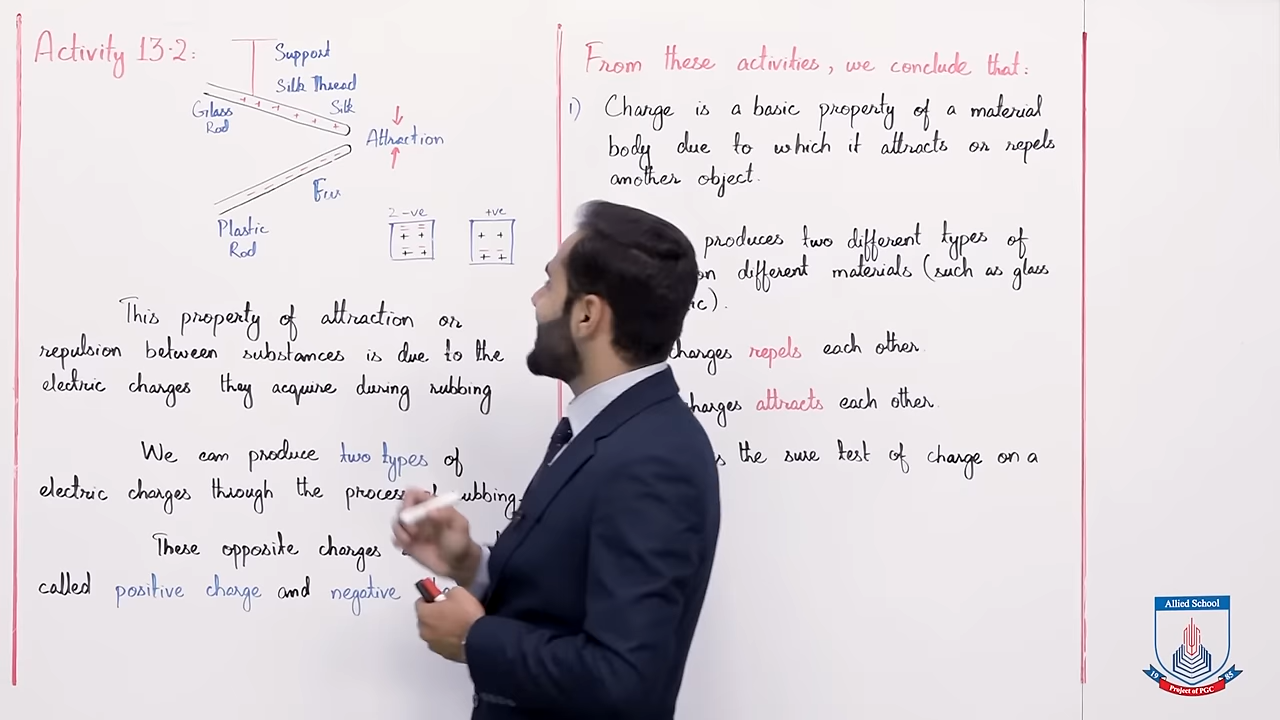 Activity 13.2:
Support
Silk Thread
Silk
Glass
Rod
Attraction
Fur
Plastic
Rod
2 -ve
+ve
This property of attraction or
repulsion between substances is due to the
electric charges they acquire during rubbing
We can produce two types of
electric charges through the process
These opposite charges
called positive charge and negative
From these activities, we conclude that:
1) Charge is a basic property of a material
body due to which it attracts or repels
another object.
produces two different types of
different materials (such as glass
charges repels each other.
charges attracts each other.
the sure test of charge on a
Allied School
19 85
Project of PGC